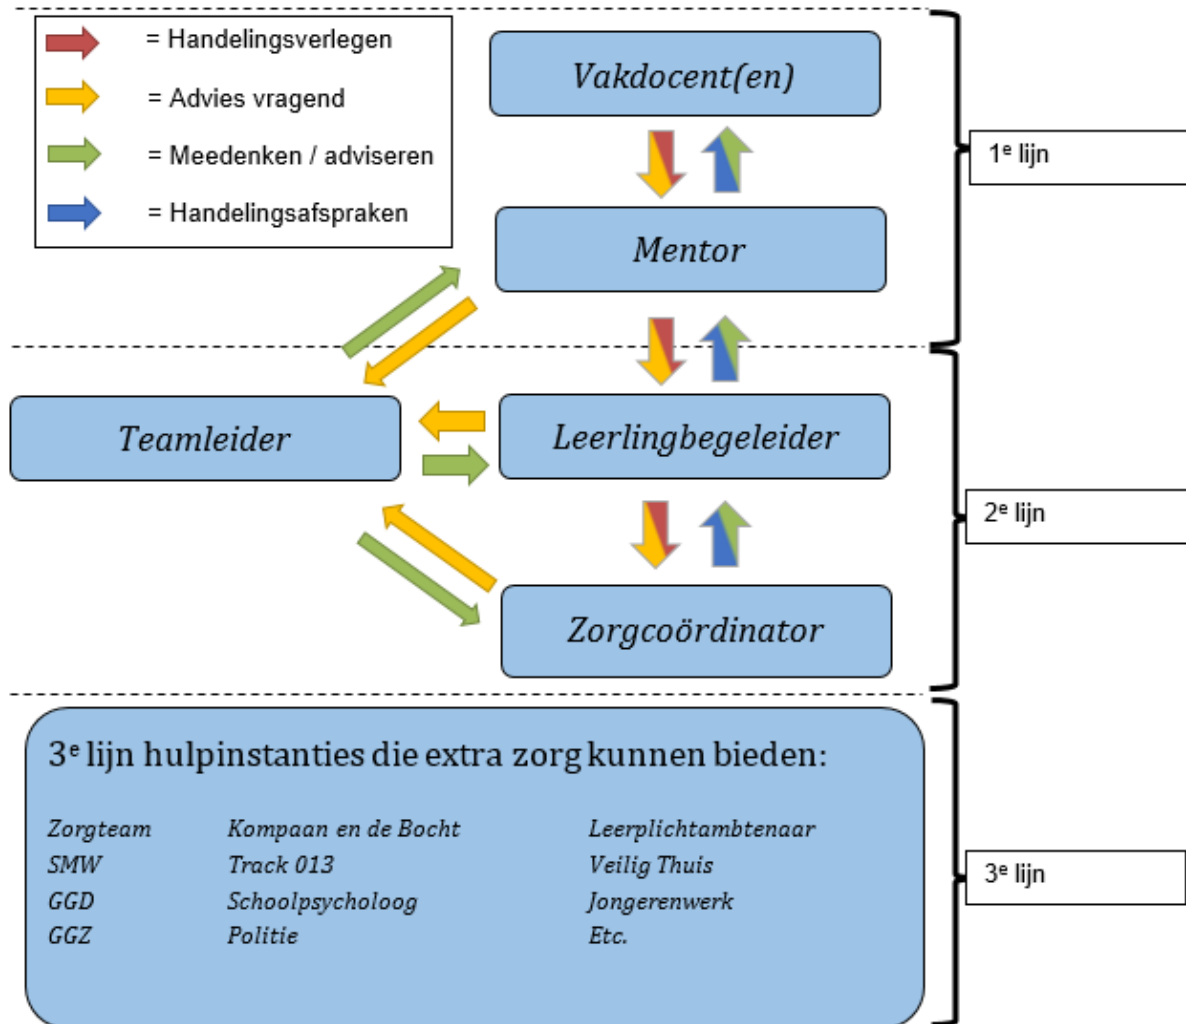 = Handelingsverlegen
= Advies vragend
= Meedenken / adviseren
= Handelingsafspraken
Vakdocent(en)
1e lijn
Mentor
Teamleider
Leerlingbegeleider
2e lijn
Zorgcoördinator
3e lijn hulpinstanties die extra zorg kunnen bieden:
Zorgteam Kompaan en de Bocht Leerplichtambtenaar
SMW Track 013 Veilig Thuis
GGD Schoolpsycholoog Jongerenwerk
GGZ Politie Etc.
3e lijn